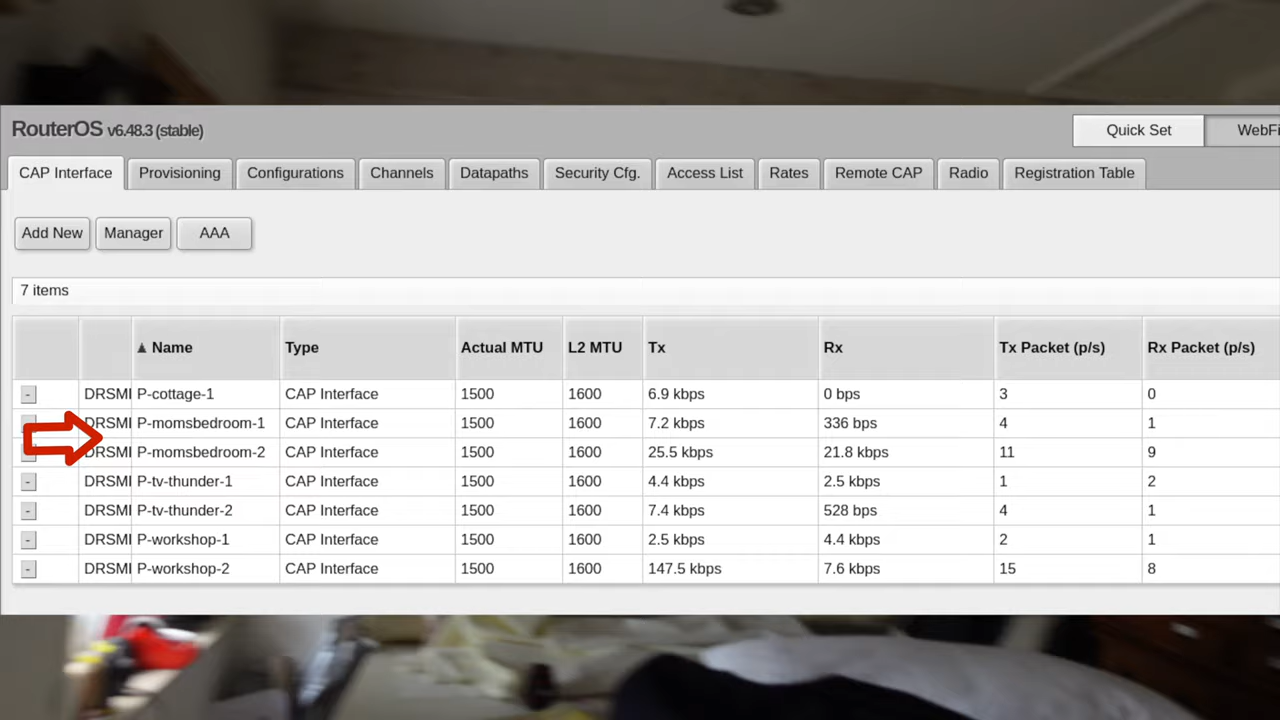 RouterOS v6.48.3 (stable)
Quick Set
WebFi
CAP Interface Provisioning Configurations Channels Datapaths Security Cfg. Access List Rates Remote CAP Radio Registration Table
Add New Manager AAA
7 items
▲ Name Type Actual MTU L2 MTU Tx Rx Tx Packet (p/s) Rx Packet (p/s)
- DRSMI P-cottage-1 CAP Interface 1500 1600 6.9 kbps 0 bps 3 0
DRSMI P-momsbedroom-1 CAP Interface 1500 1600 7.2 kbps 336 bps 4 1
DRSMI P-momsbedroom-2 CAP Interface 1500 1600 25.5 kbps 21.8 kbps 11 9
- DRSMI P-tv-thunder-1 CAP Interface 1500 1600 4.4 kbps 2.5 kbps 1 2
- DRSMI P-tv-thunder-2 CAP Interface 1500 1600 7.4 kbps 528 bps 4 1
- DRSMI P-workshop-1 CAP Interface 1500 1600 2.5 kbps 4.4 kbps 2 1
- DRSMI P-workshop-2 CAP Interface 1500 1600 147.5 kbps 7.6 kbps 15 8